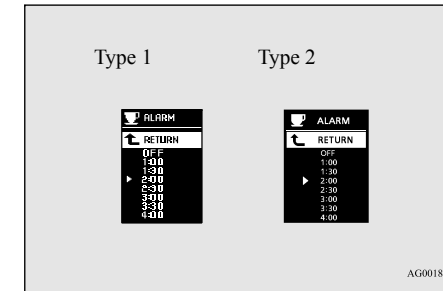 Type 1
Type 2
ALARM
RETURN
OFF
1:00
1:30
2:00
2:30
3:00
3:30
4:00
ALARM
RETURN
OFF
1:00
1:30
2:00
2:30
3:00
3:30
4:00
AG0018